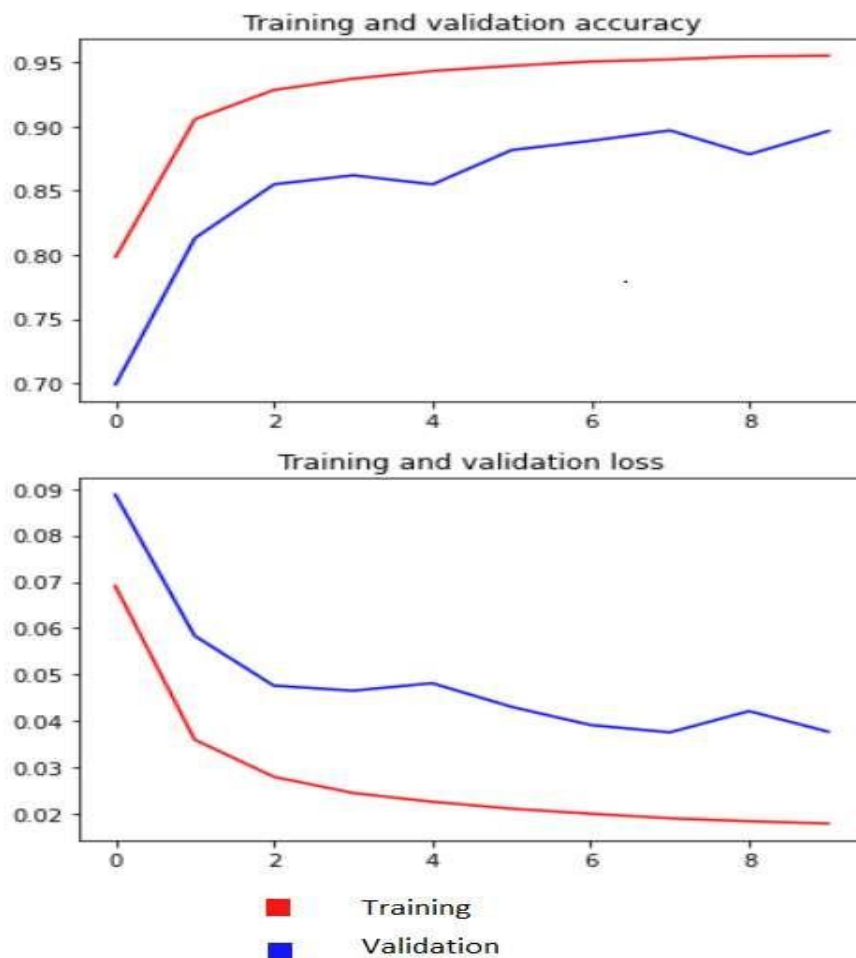 Training and validation accuracy
0.95
0.90
0.85
0.80
0.75
0.70
0 2 4 6 8
Training and validation loss
0.09
0.08
0.07
0.06
0.05
0.04
0.03
0.02
0 2 4 6 8
Training
Validation